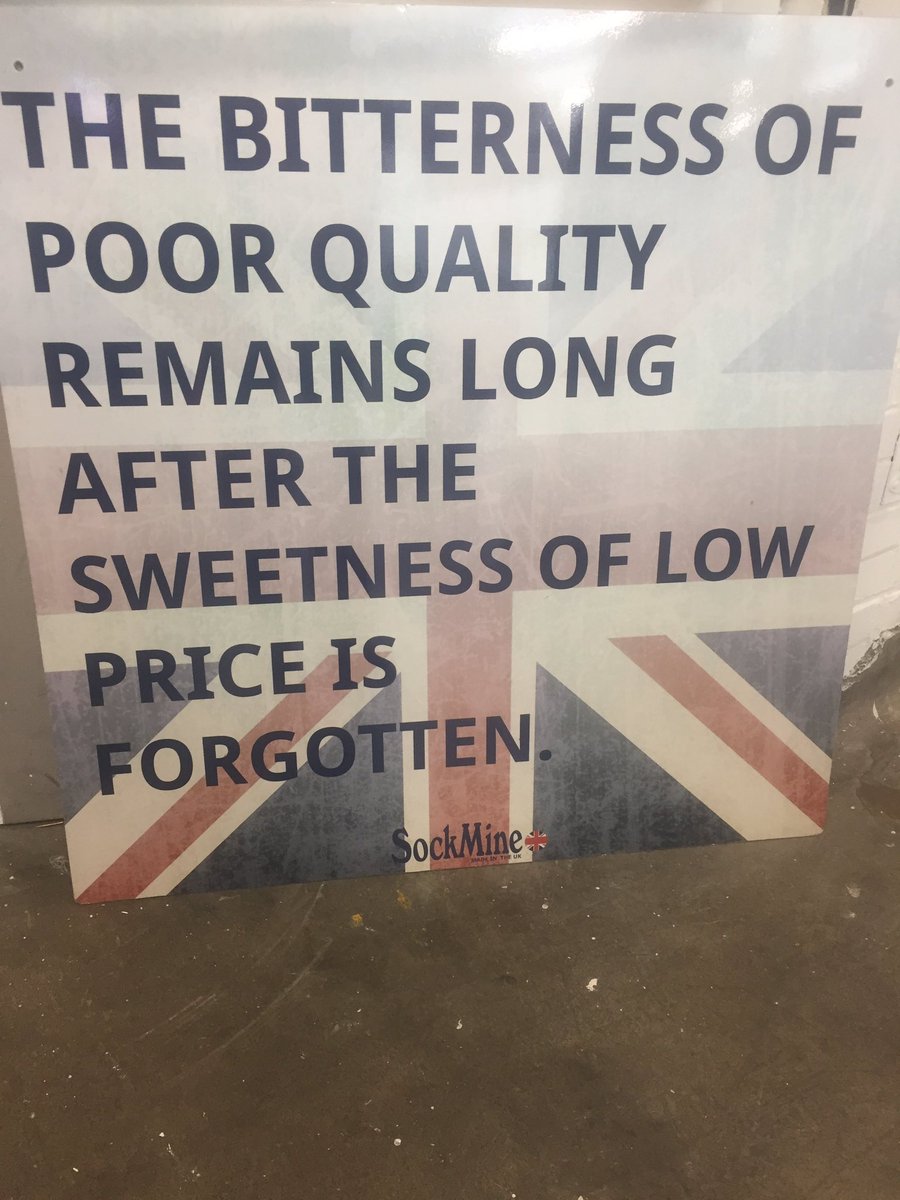 THE BITTERNESS OF
POOR QUALITY
REMAINS LONG
AFTER THE
SWEETNESS OF LOW
PRICE IS
FORGOTTEN.
SockMine
MADE IN THE UK